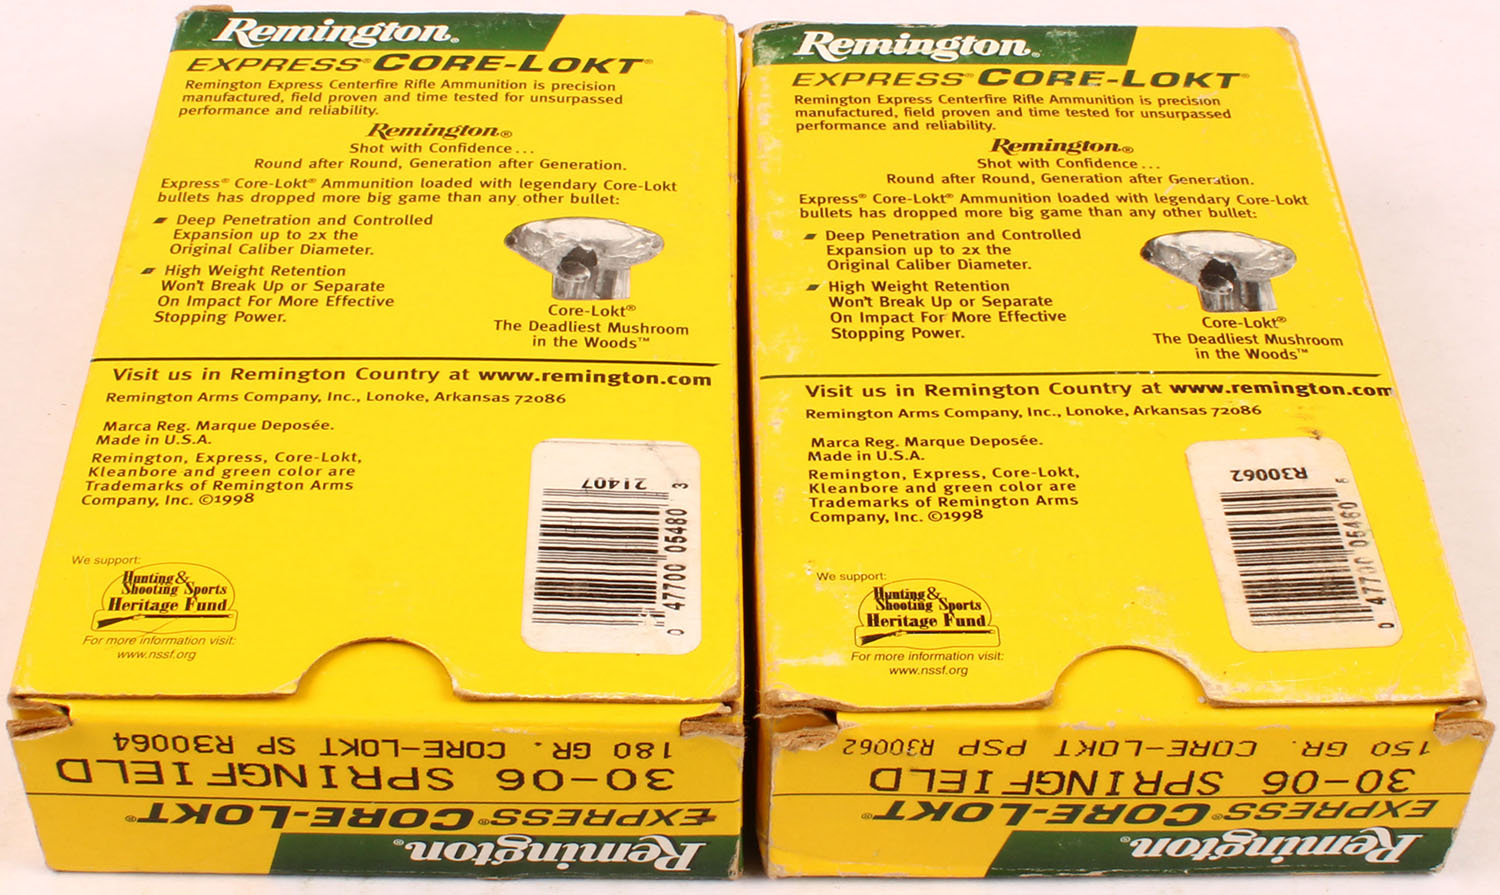 Remington®
EXPRESS® CORE-LOKT®
Remington Express Centerfire Rifle Ammunition is precision
manufactured, field proven and time tested for unsurpassed
performance and reliability.
Remington®
Shot with Confidence...
Round after Round, Generation after Generation.
Express® Core-Lokt® Ammunition loaded with legendary Core-Lokt
bullets has dropped more big game than any other bullet:
Deep Penetration and Controlled
Expansion up to 2x the
Original Caliber Diameter.
High Weight Retention
Won't Break Up or Separate
On Impact For More Effective
Stopping Power.
Core-Lokt®
The Deadliest Mushroom
in the Woods™
Visit us in Remington Country at www.remington.com
Remington Arms Company, Inc., Lonoke, Arkansas 72086
Marca Reg. Marque Deposée.
Made in U.S.A.
Remington, Express, Core-Lokt,
Kleanbore and green color are
Trademarks of Remington Arms
Company, Inc. ©1998
21407
0 47700 05480 3
We support:
Hunting &
Shooting Sports
Heritage Fund
For more information visit:
www.nssf.org
180 GR. CORE-LOKT SP R30064
30-06 SPRINGFIELD
EXPRESS® CORE-LOKT®
Remington®
Remington®
EXPRESS® CORE-LOKT®
Remington Express Centerfire Rifle Ammunition is precision
manufactured, field proven and time tested for unsurpassed
performance and reliability.
Remington®
Shot with Confidence...
Round after Round, Generation after Generation.
Express® Core-Lokt® Ammunition loaded with legendary Core-Lokt
bullets has dropped more big game than any other bullet:
Deep Penetration and Controlled
Expansion up to 2x the
Original Caliber Diameter.
High Weight Retention
Won't Break Up or Separate
On Impact For More Effective
Stopping Power.
Core-Lokt®
The Deadliest Mushroom
in the Woods™
Visit us in Remington Country at www.remington.com
Remington Arms Company, Inc., Lonoke, Arkansas 72086
Marca Reg. Marque Deposée.
Made in U.S.A.
Remington, Express, Core-Lokt,
Kleanbore and green color are
Trademarks of Remington Arms
Company, Inc. ©1998
R30062
0 47700 05460
We support:
Hunting &
Shooting Sports
Heritage Fund
For more information visit:
www.nssf.org
150 GR. CORE-LOKT PSP R30062
30-06 SPRINGFIELD
EXPRESS® CORE-LOKT®
Remington®